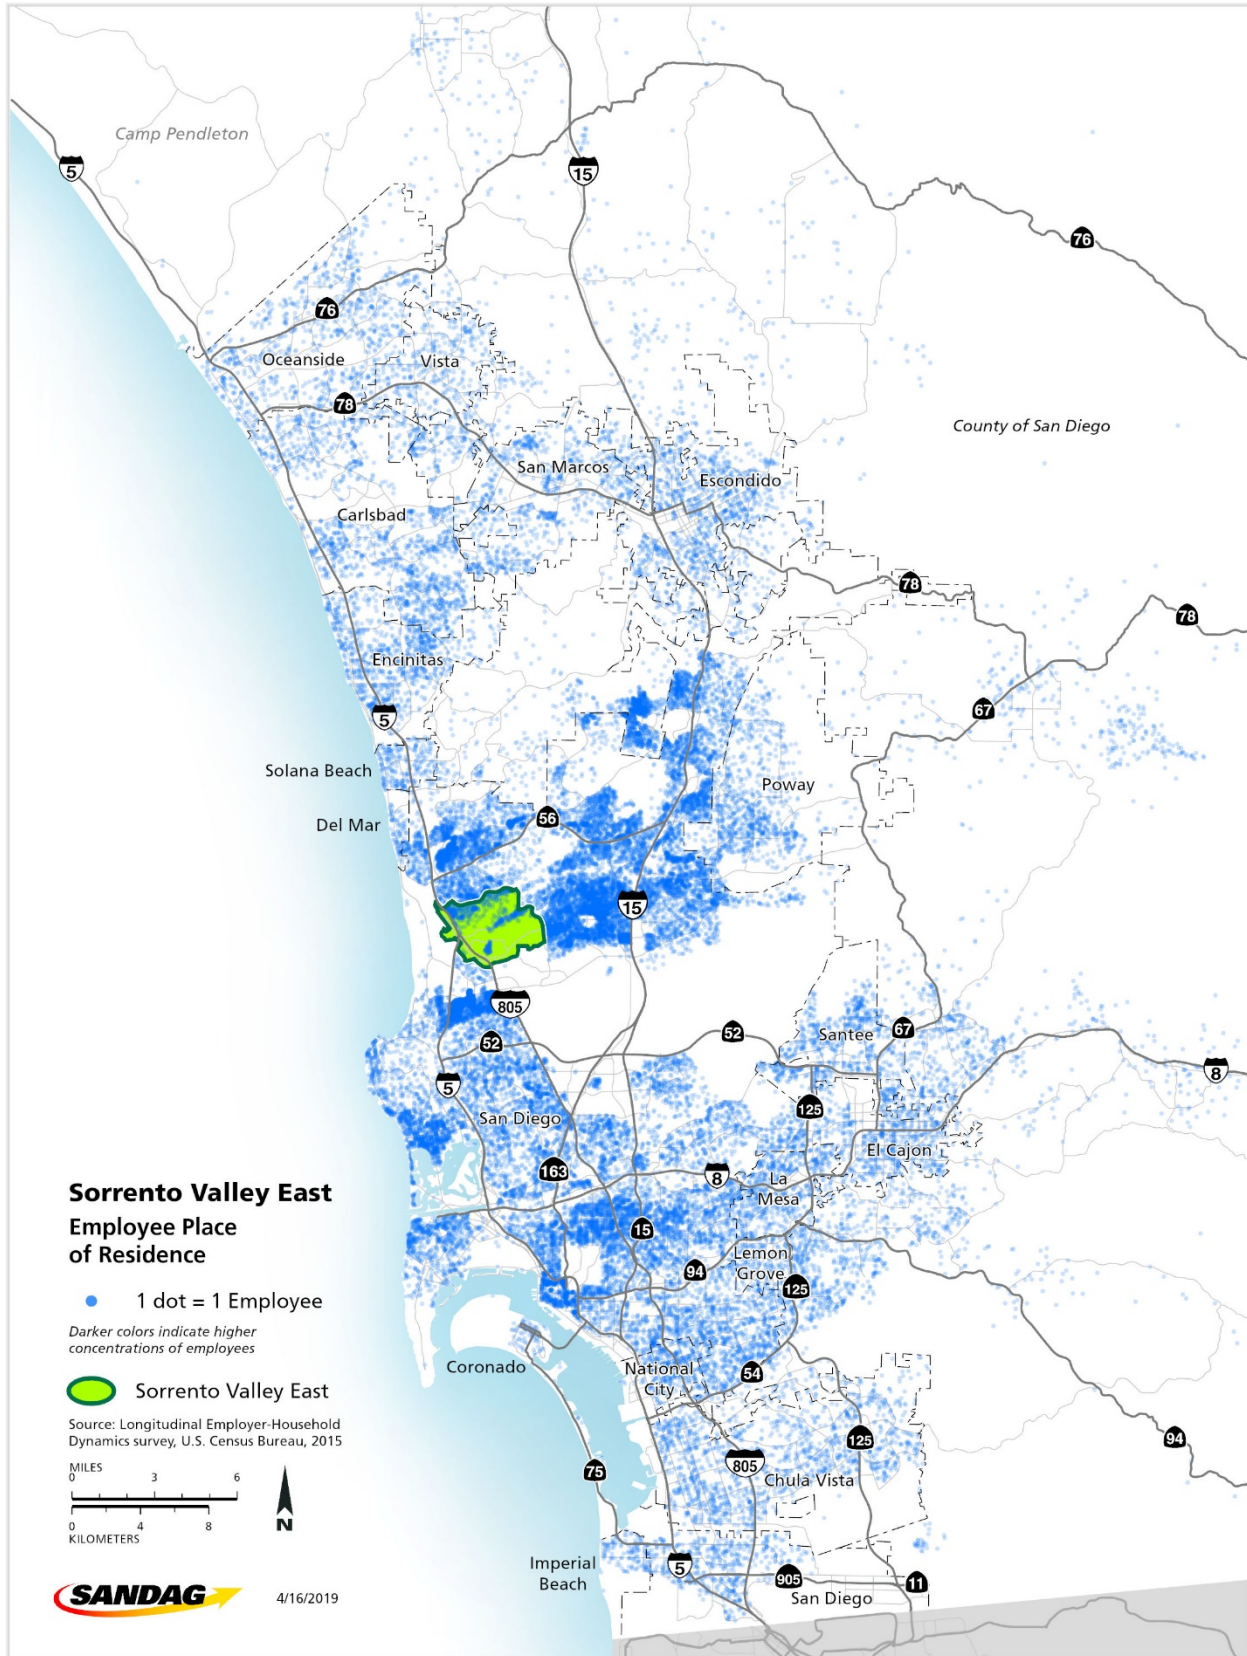 Camp Pendleton
5
15
76
76
Oceanside
Vista
78
County of San Diego
San Marcos
Escondido
Carlsbad
78
78
Encinitas
67
5
Solana Beach
Poway
Del Mar
56
15
805
Santee
67
52
52
8
5
125
San Diego
El Cajon
163
8
La
Mesa
15
Lemon
Grove
94
125
Coronado
National
City
54
125
94
805
75
Chula Vista
Imperial
Beach
5
905
11
San Diego
Sorrento Valley East
Employee Place
of Residence
1 dot = 1 Employee
Darker colors indicate higher
concentrations of employees
Sorrento Valley East
Source: Longitudinal Employer-Household
Dynamics survey, U.S. Census Bureau, 2015
MILES
0 3 6
0 4 8
KILOMETERS
N
SANDAG
4/16/2019